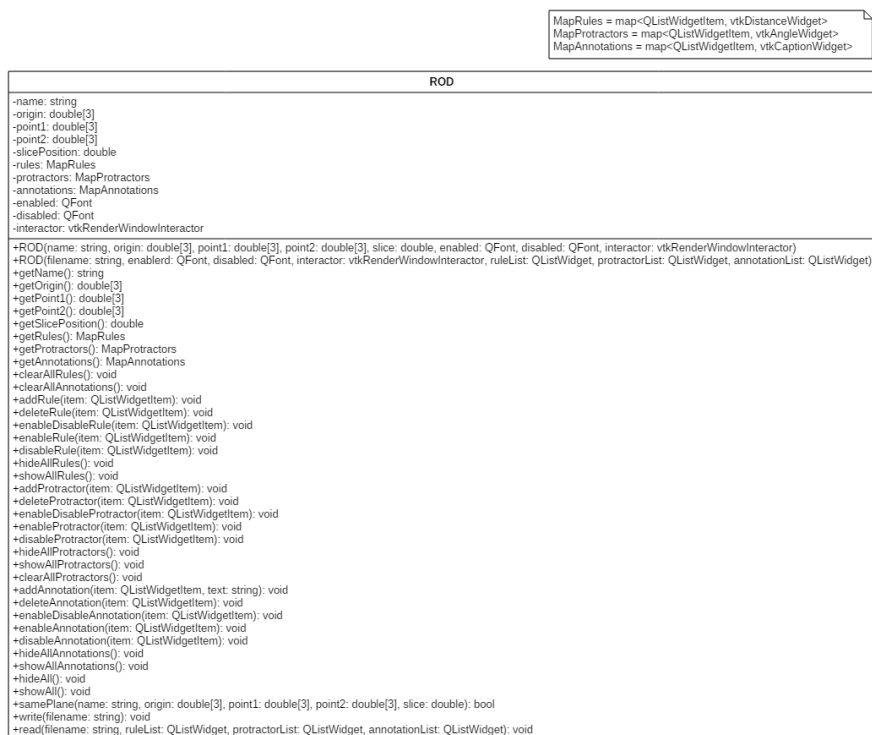 MapRules = map<QListWidgetItem, vtkDistanceWidget>
MapProtractors = map<QListWidgetItem, vtkAngleWidget>
MapAnnotations = map<QListWidgetItem, vtkCaptionWidget>
ROD
-name: string
-origin: double[3]
-point1: double[3]
-point2: double[3]
-slicePosition: double
-rules: MapRules
-protractors: MapProtractors
-annotations: MapAnnotations
-enabled: QFont
-disabled: QFont
-interactor: vtkRenderWindowInteractor
+ROD(name: string, origin: double[3], point1: double[3], point2: double[3], slice: double, enabled: QFont, disabled: QFont, interactor: vtkRenderWindowInteractor)
+ROD(filename: string, enablerd: QFont, disabled: QFont, interactor: vtkRenderWindowInteractor, ruleList: QListWidget, protractorList: QListWidget, annotationList: QListWidget)
+getName(): string
+getOrigin(): double[3]
+getPoint1(): double[3]
+getPoint2(): double[3]
+getSlicePosition(): double
+getRules(): MapRules
+getProtractors(): MapProtractors
+getAnnotations(): MapAnnotations
+clearAllRules(): void
+clearAllAnnotations(): void
+addRule(item: QListWidgetItem): void
+deleteRule(item: QListWidgetItem): void
+enableDisableRule(item: QListWidgetItem): void
+enableRule(item: QListWidgetItem): void
+disableRule(item: QListWidgetItem): void
+hideAllRules(): void
+showAllRules(): void
+addProtractor(item: QListWidgetItem): void
+deleteProtractor(item: QListWidgetItem): void
+enableDisableProtractor(item: QListWidgetItem): void
+enableProtractor(item: QListWidgetItem): void
+disableProtractor(item: QListWidgetItem): void
+hideAllProtractors(): void
+showAllProtractors(): void
+clearAllProtractors(): void
+addAnnotation(item: QListWidgetItem, text: string): void
+deleteAnnotation(item: QListWidgetItem): void
+enableDisableAnnotation(item: QListWidgetItem): void
+enableAnnotation(item: QListWidgetItem): void
+disableAnnotation(item: QListWidgetItem): void
+hideAllAnnotations(): void
+showAllAnnotations(): void
+hideAll(): void
+showAll(): void
+samePlane(name: string, origin: double[3], point1: double[3], point2: double[3], slice: double): bool
+write(filename: string): void
+read(filename: string, ruleList: QListWidget, protractorList: QListWidget, annotationList: QListWidget): void